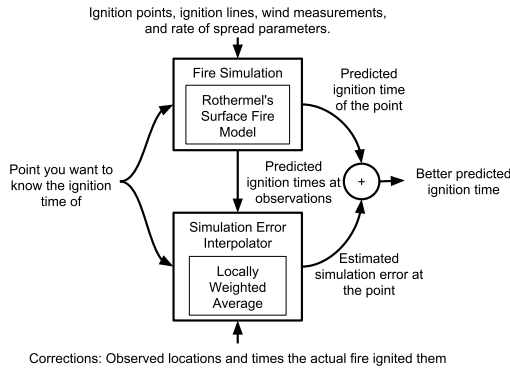 Ignition points, ignition lines, wind measurements,
and rate of spread parameters.
Fire Simulation
Rothermel's
Surface Fire
Model
Predicted
ignition time
of the point
Point you want to
know the ignition
time of
Predicted
ignition times at
observations
+
Better predicted
ignition time
Simulation Error
Interpolator
Locally
Weighted
Average
Estimated
simulation error at
the point
Corrections: Observed locations and times the actual fire ignited them